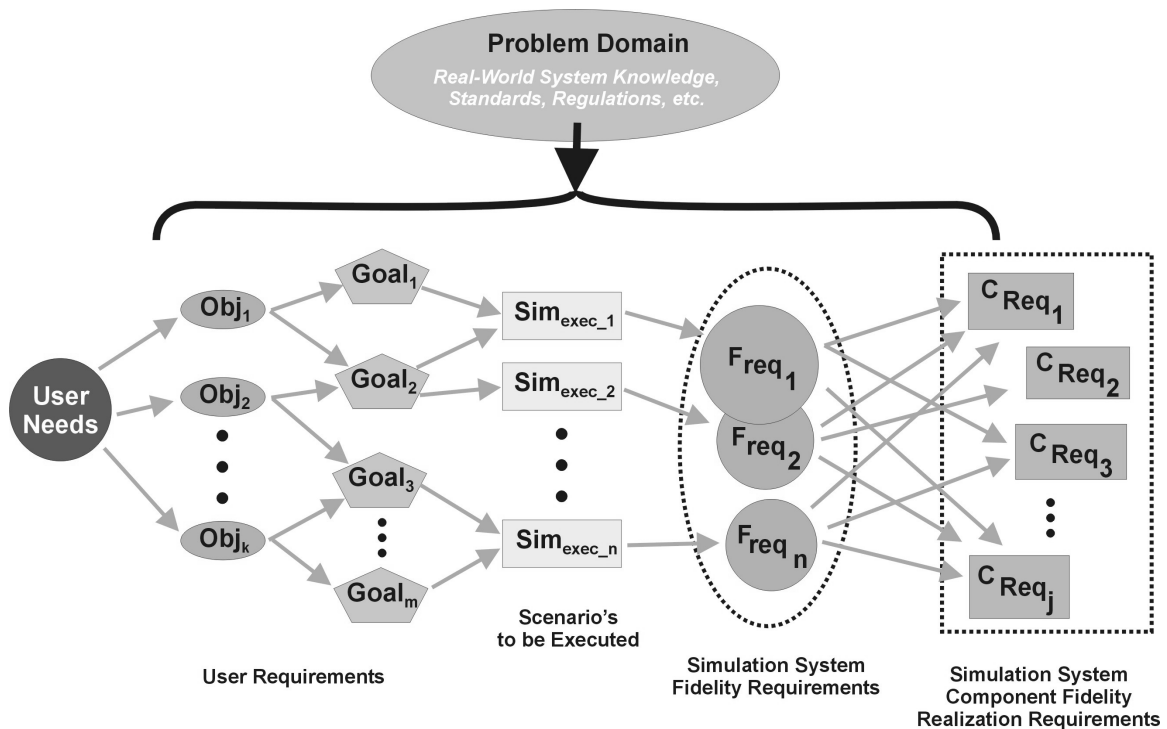 Problem Domain
Real-World System Knowledge,
Standards, Regulations, etc.
User
Needs
Obj1
Obj2
Objk
Goal1
Goal2
Goal3
Goalm
Simexec_1
Simexec_2
Simexec_n
Freq1
Freq2
Freqn
CReq1
CReq2
CReq3
CReqj
User Requirements
Scenario's
to be Executed
Simulation System
Fidelity Requirements
Simulation System
Component Fidelity
Realization Requirements